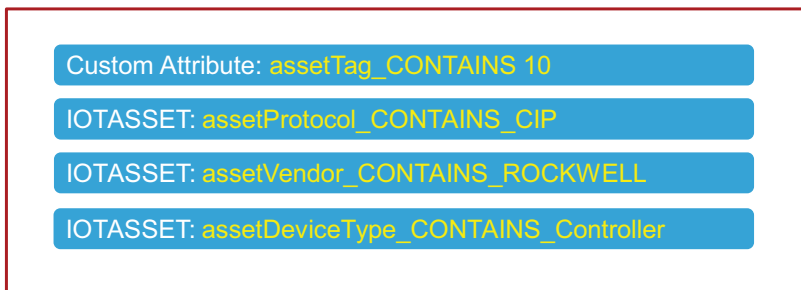 Custom Attribute: assetTag_CONTAINS 10
IOTASSET: assetProtocol_CONTAINS_CIP
IOTASSET: assetVendor_CONTAINS_ROCKWELL
IOTASSET: assetDeviceType_CONTAINS_Controller